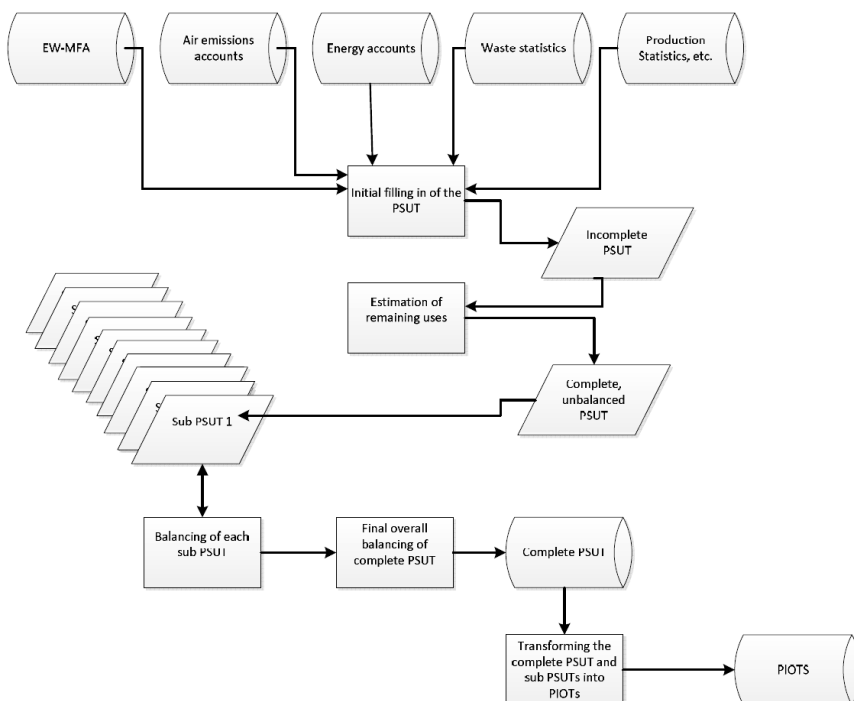 EW-MFA
Air emissions
accounts
Energy accounts
Waste statistics
Production
Statistics, etc.
Initial filling in of the
PSUT
Incomplete
PSUT
Estimation of
remaining uses
Complete,
unbalanced
PSUT
Sub PSUT 1
Balancing of each
sub PSUT
Final overall
balancing of
complete PSUT
Complete PSUT
Transforming the
complete PSUT and
sub PSUTs into
PIOTs
PIOTS